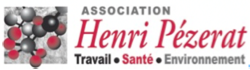 ASSOCIATION
Henri Pézerat
Travail • Santé • Environnement